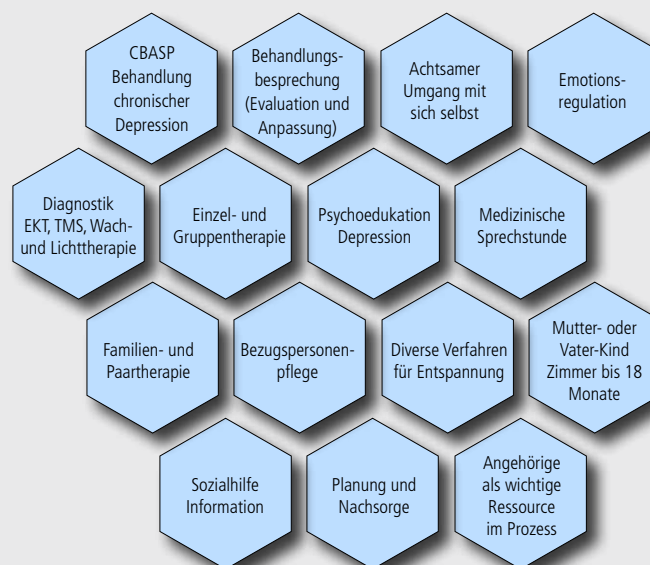 CBASP
Behandlung
chronischer
Depression
Behandlungs-
besprechung
(Evaluation und
Anpassung)
Achtsamer
Umgang mit
sich selbst
Emotions-
regulation
Diagnostik
EKT, TMS, Wach-
und Lichttherapie
Einzel- und
Gruppentherapie
Psychoedukation
Depression
Medizinische
Sprechstunde
Familien- und
Paartherapie
Bezugspersonen-
pflege
Diverse Verfahren
für Entspannung
Mutter- oder
Vater-Kind
Zimmer bis 18
Monate
Sozialhilfe
Information
Planung und
Nachsorge
Angehörige
als wichtige
Ressource
im Prozess